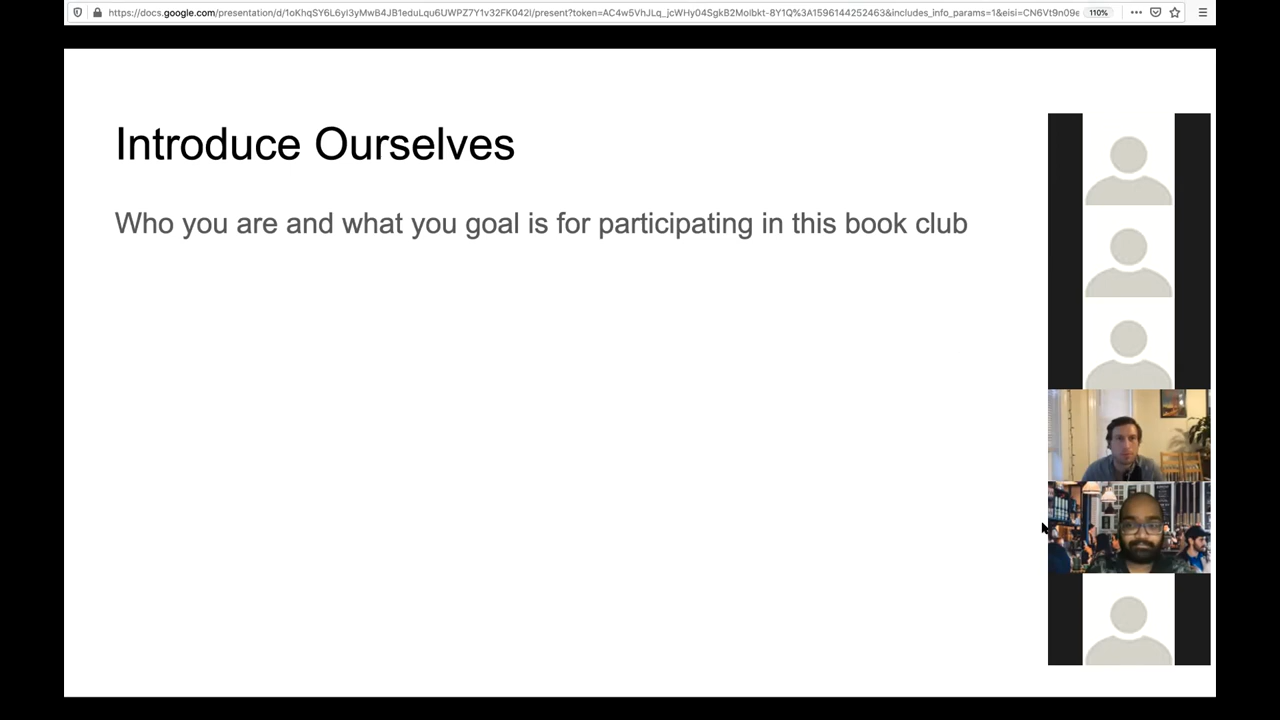 https://docs.google.com/presentation/d/1oKhqSY6L6yI3yMwB4JB1eduLqu6UWPZ7Y1v32FK042I/present?token=AC4w5VhJLq_jcWHy04SgkB2MoIbkt-8Y1Q%3A1596144252463&includes_info_params=1&eisi=CN6Vt9n09e 110%
Introduce Ourselves
Who you are and what you goal is for participating in this book club